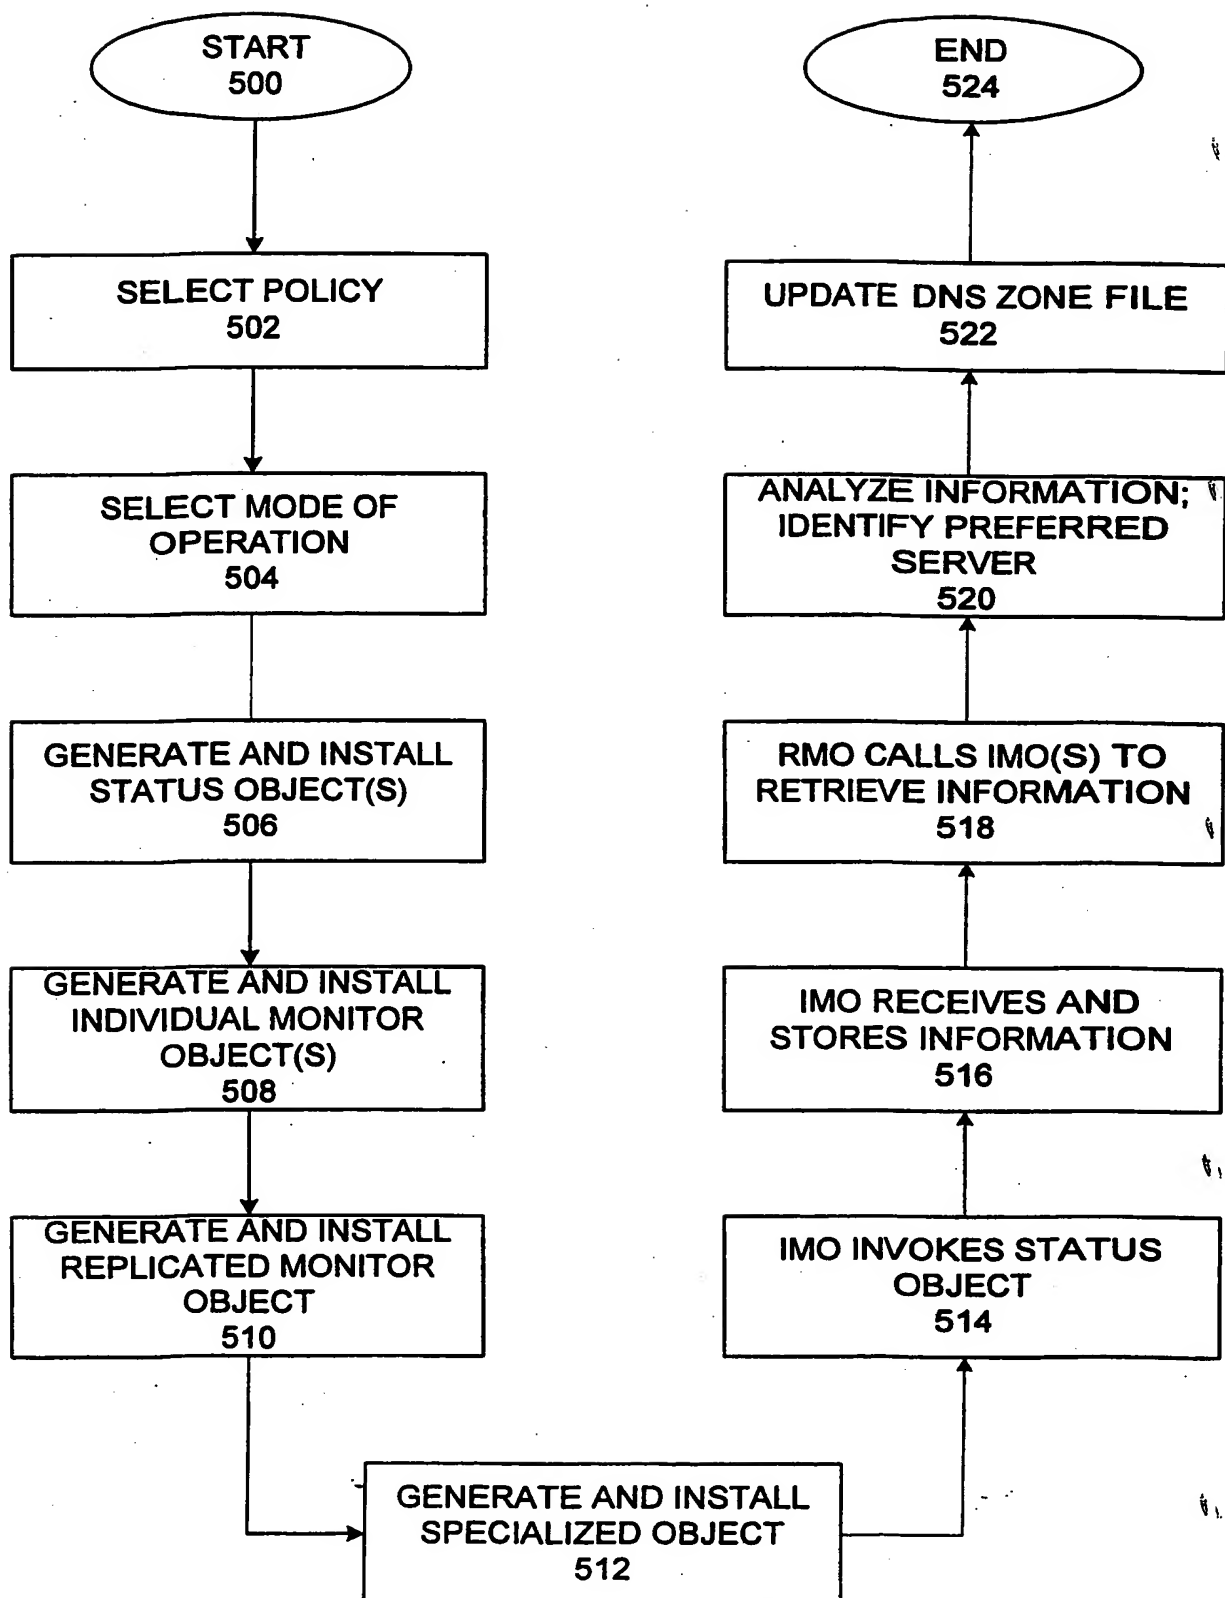 START
500
SELECT POLICY
502
SELECT MODE OF
OPERATION
504
GENERATE AND INSTALL
STATUS OBJECT(S)
506
GENERATE AND INSTALL
INDIVIDUAL MONITOR
OBJECT(S)
508
GENERATE AND INSTALL
REPLICATED MONITOR
OBJECT
510
GENERATE AND INSTALL
SPECIALIZED OBJECT
512
IMO INVOKES STATUS
OBJECT
514
IMO RECEIVES AND
STORES INFORMATION
516
RMO CALLS IMO(S) TO
RETRIEVE INFORMATION
518
ANALYZE INFORMATION;
IDENTIFY PREFERRED
SERVER
520
UPDATE DNS ZONE FILE
522
END
524